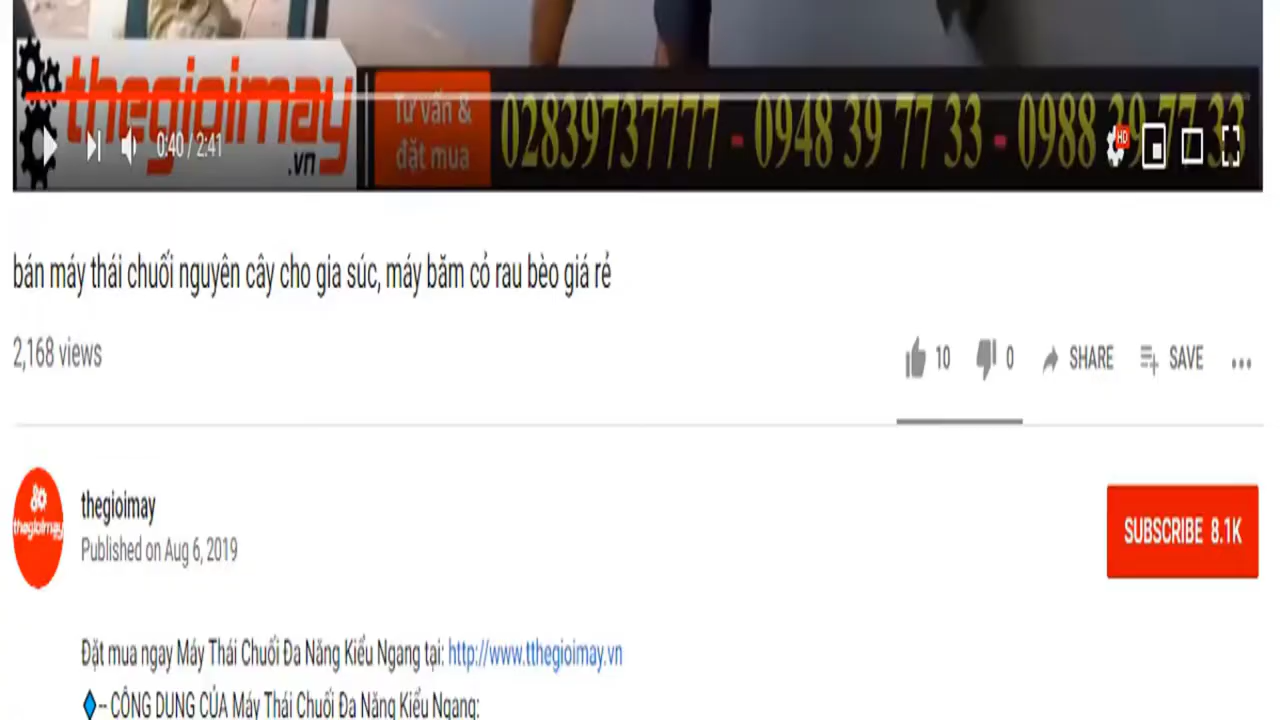 thegioimay
.vn
Tư vấn &
đặt mua
02839737777 - 0948 39 77 33 - 0988 39 77 33
0:40 / 2:41
HD
bán máy thái chuối nguyên cây cho gia súc, máy băm cỏ rau bèo giá rẻ
2,168 views
10 0 SHARE SAVE
thegioimay
thegioimay
Published on Aug 6, 2019
SUBSCRIBE 8.1K
Đặt mua ngay Máy Thái Chuối Đa Năng Kiểu Ngang tại: http://www.tthegioimay.vn
-- CÔNG DUNG CỦA Máy Thái Chuối Đa Năng Kiểu Ngang: